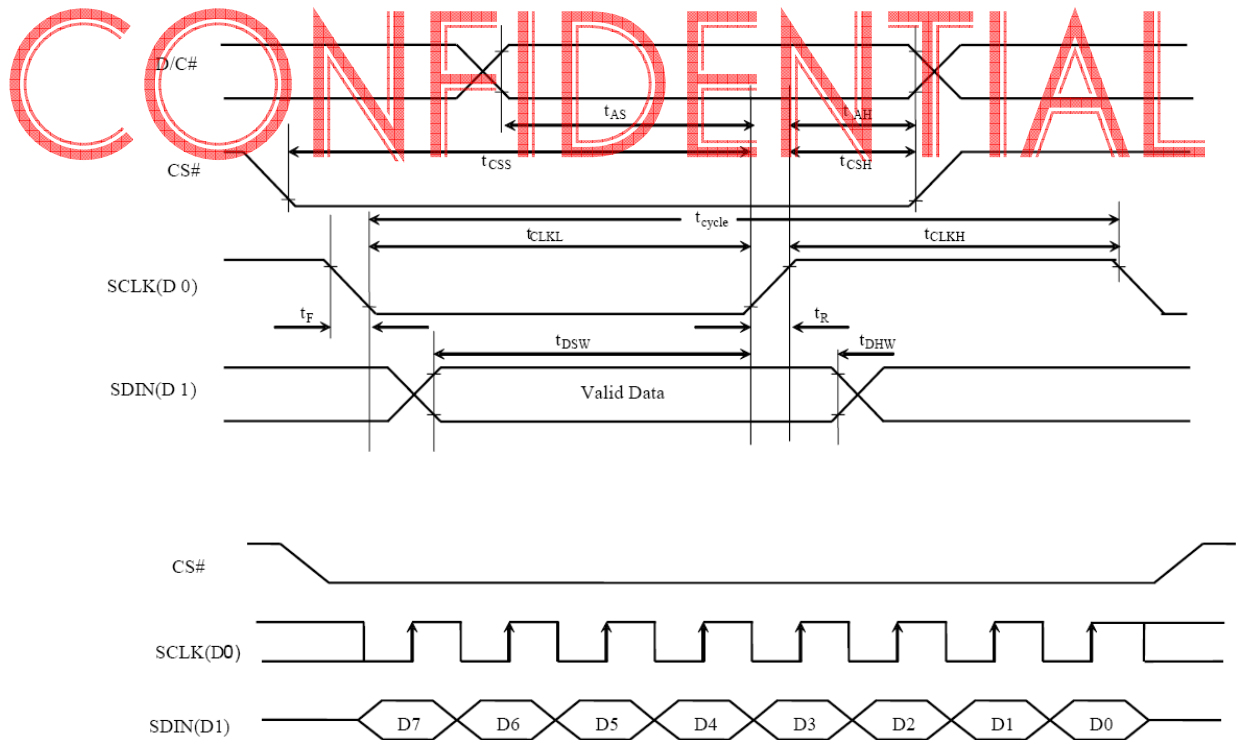 CONFIDENTIAL
D/C#
tAS
tAH
CS#
tCSS
tCSH
tcycle
tCLKL
tCLKH
SCLK(D 0)
tF
tR
tDSW
tDHW
SDIN(D 1)
Valid Data
CS#
SCLK(D0)
SDIN(D1)
D7 D6 D5 D4 D3 D2 D1 D0